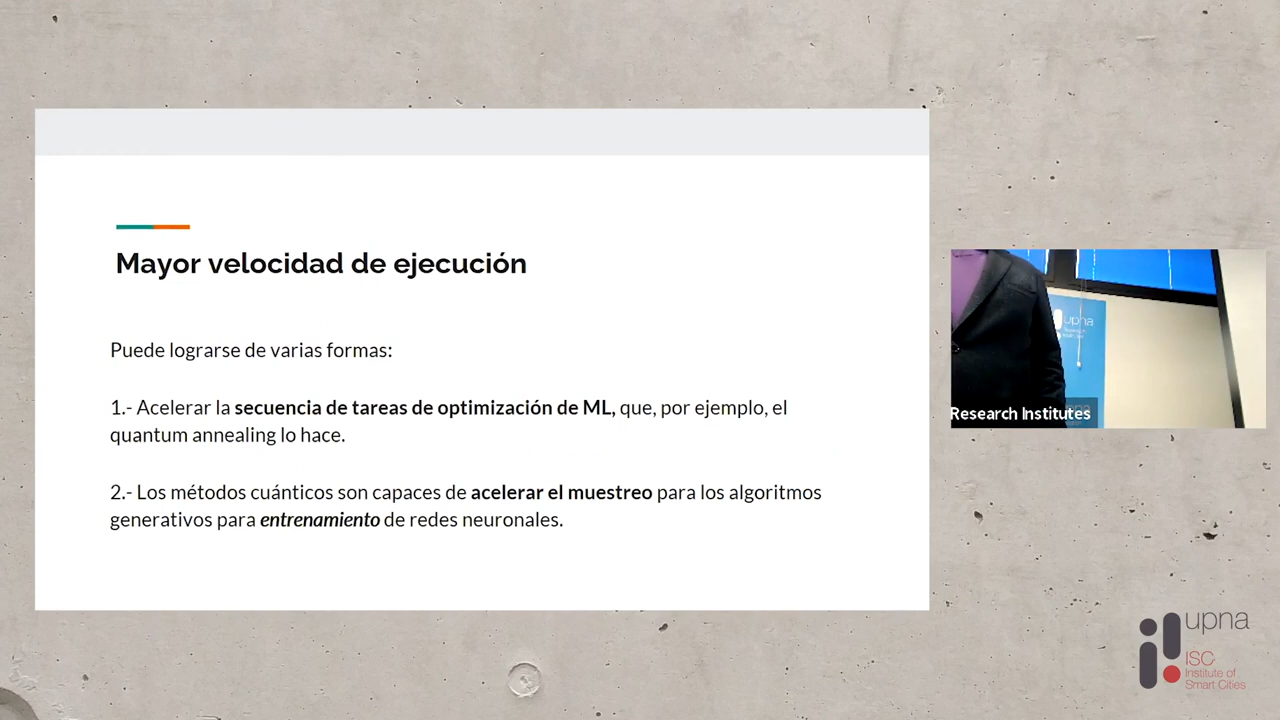 Mayor velocidad de ejecución
Puede lograrse de varias formas:
1.- Acelerar la secuencia de tareas de optimización de ML, que, por ejemplo, el
quantum annealing lo hace.
2.- Los métodos cuánticos son capaces de acelerar el muestreo para los algoritmos
generativos para entrenamiento de redes neuronales.
upna
Research Institutes
upna
ISC
Institute of
Smart Cities